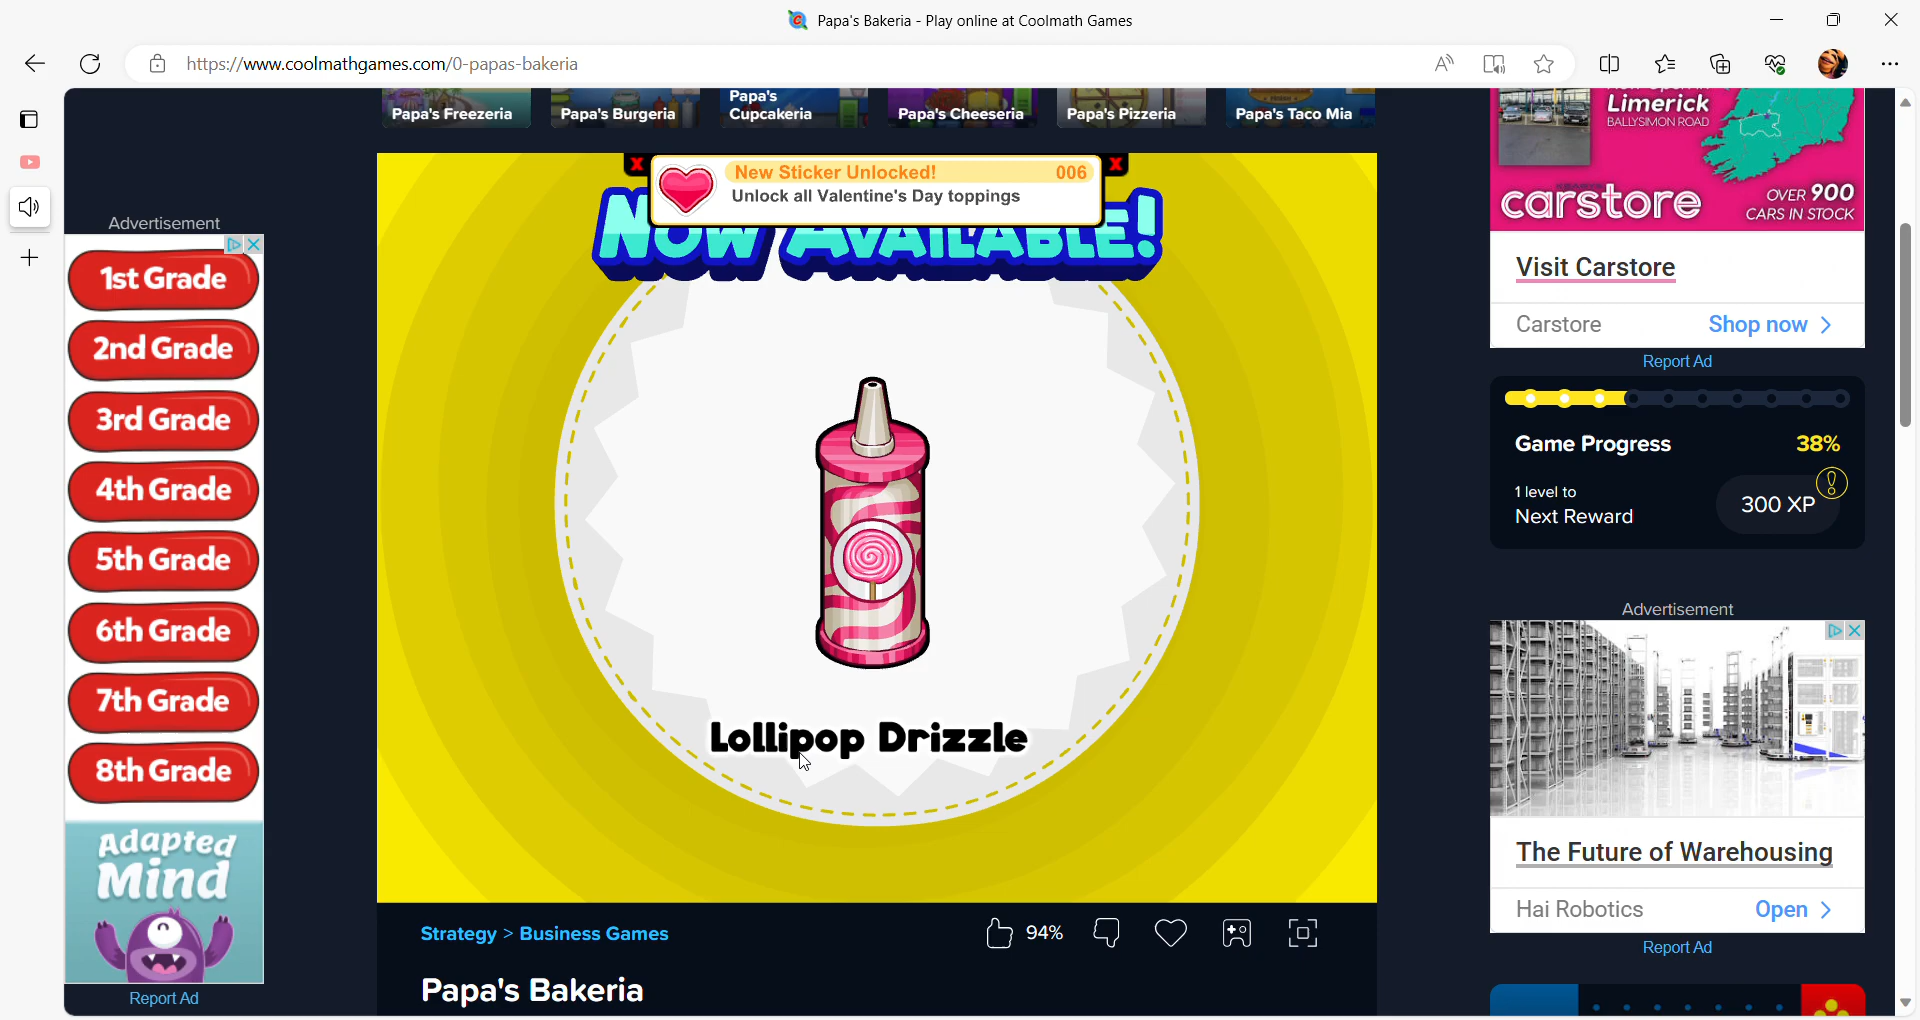 Papa's Bakeria - Play online at Coolmath Games
https://www.coolmathgames.com/0-papas-bakeria
Papa's Freezeria
Papa's Burgeria
Papa's
Cupcakeria
Papa's Cheeseria
Papa's Pizzeria
Papa's Taco Mia
New Sticker Unlocked! 006
Unlock all Valentine's Day toppings
Now Available!
Lollipop Drizzle
Strategy > Business Games
94%
Papa's Bakeria
Advertisement
1st Grade
2nd Grade
3rd Grade
4th Grade
5th Grade
6th Grade
7th Grade
8th Grade
Adapted
Mind
Report Ad
Limerick
BALLYSIMON ROAD
carstore
OVER 900
CARS IN STOCK
Visit Carstore
Carstore
Shop now
Report Ad
Game Progress 38%
1 level to
Next Reward
300 XP
Advertisement
The Future of Warehousing
Hai Robotics
Open
Report Ad